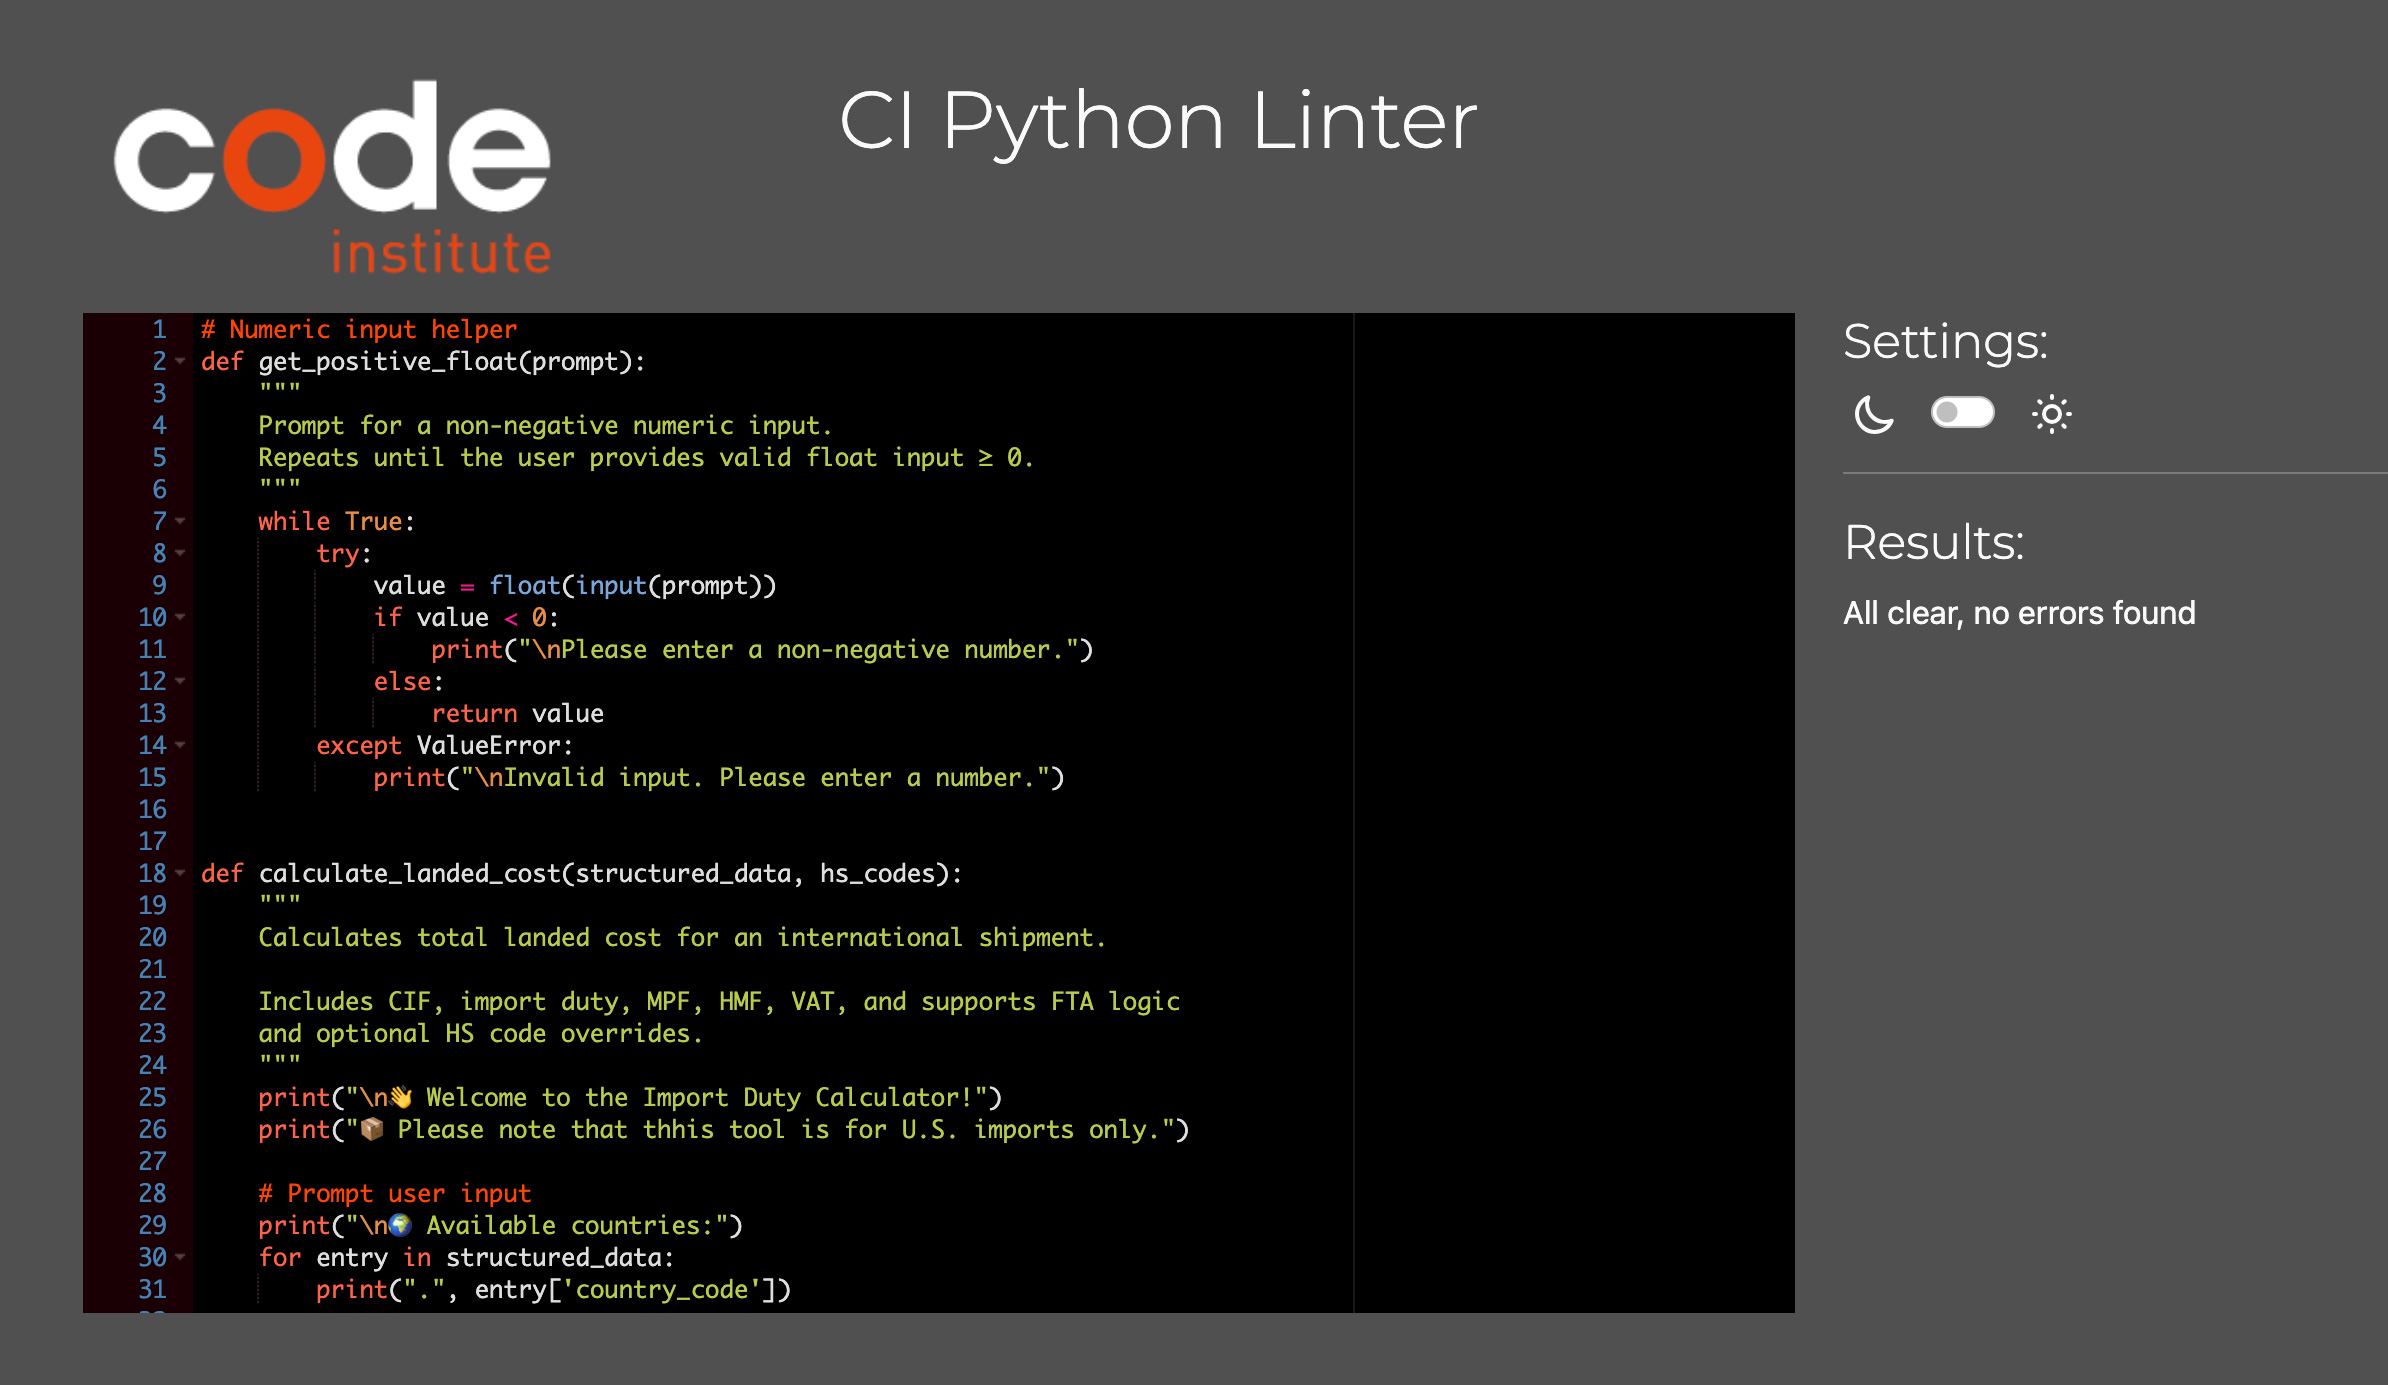 code
institute
CI Python Linter
1 # Numeric input helper
2 def get_positive_float(prompt):
3     """
4     Prompt for a non-negative numeric input.
5     Repeats until the user provides valid float input ≥ 0.
6     """
7     while True:
8         try:
9             value = float(input(prompt))
10             if value < 0:
11                 print("\nPlease enter a non-negative number.")
12             else:
13                 return value
14         except ValueError:
15             print("\nInvalid input. Please enter a number.")
16
17
18 def calculate_landed_cost(structured_data, hs_codes):
19     """
20     Calculates total landed cost for an international shipment.
21
22     Includes CIF, import duty, MPF, HMF, VAT, and supports FTA logic
23     and optional HS code overrides.
24     """
25     print("\n👋 Welcome to the Import Duty Calculator!")
26     print("📦 Please note that thhis tool is for U.S. imports only.")
27
28     # Prompt user input
29     print("\n🌍 Available countries:")
30     for entry in structured_data:
31         print(".", entry['country_code'])
Settings:
Results:
All clear, no errors found